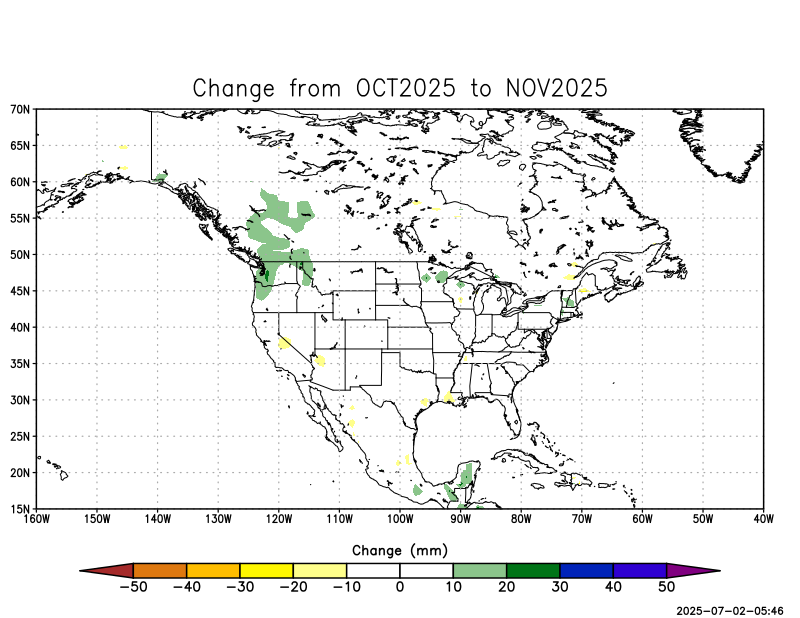 Change from OCT2025 to NOV2025
70N
65N
60N
55N
50N
45N
40N
35N
30N
25N
20N
15N
160W 150W 140W 130W 120W 110W 100W 90W 80W 70W 60W 50W 40W
Change (mm)
−50 −40 −30 −20 −10 0 10 20 30 40 50
2025-07-02-05:46